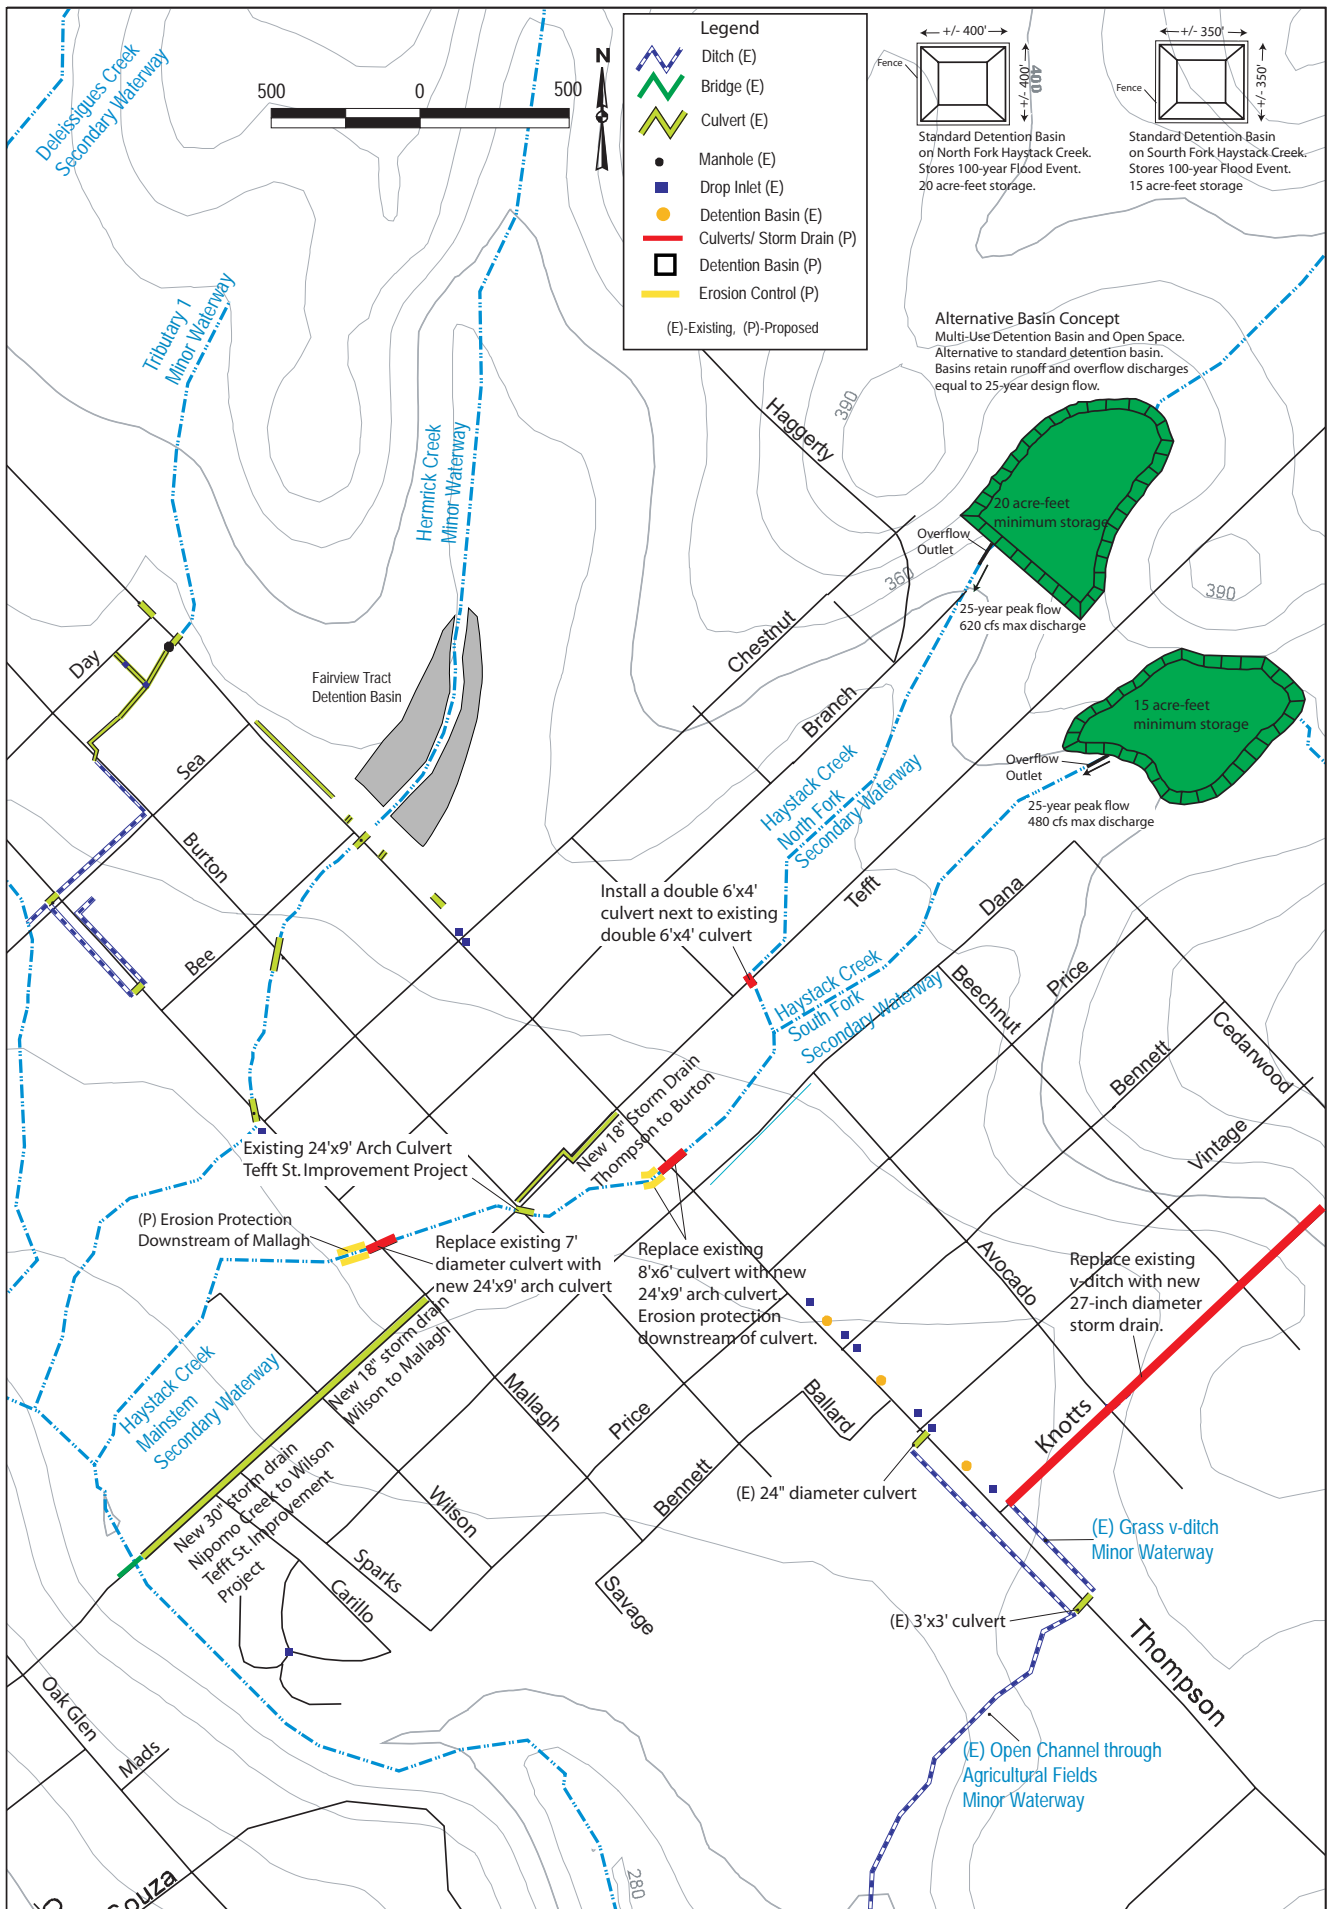 Deleissigues Creek
Secondary Waterway
500
0
500
N
Legend
Ditch (E)
Bridge (E)
Culvert (E)
Manhole (E)
Drop Inlet (E)
Detention Basin (E)
Culverts/ Storm Drain (P)
Detention Basin (P)
Erosion Control (P)
(E)-Existing, (P)-Proposed
+/- 400'
+/- 400'
Fence
400
Standard Detention Basin
on North Fork Haystack Creek.
Stores 100-year Flood Event.
20 acre-feet storage.
+/- 350'
+/- 350'
Fence
Standard Detention Basin
on Sourth Fork Haystack Creek.
Stores 100-year Flood Event.
15 acre-feet storage
Tributary 1
Minor Waterway
Hermrick Creek
Minor Waterway
Alternative Basin Concept
Multi-Use Detention Basin and Open Space.
Alternative to standard detention basin.
Basins retain runoff and overflow discharges
equal to 25-year design flow.
Haggerty
390
20 acre-feet
minimum storage
Overflow
Outlet
360
25-year peak flow
620 cfs max discharge
390
Chestnut
Branch
Day
Fairview Tract
Detention Basin
15 acre-feet
minimum storage
Overflow
Outlet
25-year peak flow
480 cfs max discharge
Sea
Burton
Bee
Haystack Creek
North Fork
Secondary Waterway
Tefft
Dana
Install a double 6'x4'
culvert next to existing
double 6'x4' culvert
Haystack Creek
South Fork
Secondary Waterway
Beechnut
Price
Bennett
Cedarwood
Vintage
New 18" Storm Drain
Thompson to Burton
Existing 24'x9' Arch Culvert
Tefft St. Improvement Project
(P) Erosion Protection
Downstream of Mallagh
Replace existing 7'
diameter culvert with
new 24'x9' arch culvert
Replace existing
8'x6' culvert with new
24'x9' arch culvert.
Erosion protection
downstream of culvert.
Avocado
Replace existing
v-ditch with new
27-inch diameter
storm drain.
Haystack Creek
Mainstem
Secondary Waterway
New 18" storm drain
Wilson to Mallagh
Mallagh
Price
Ballard
Knotts
New 30" storm drain
Nipomo Creek to Wilson
Tefft St. Improvement
Project
Wilson
Bennett
(E) 24" diameter culvert
(E) Grass v-ditch
Minor Waterway
Sparks
Carillo
Savage
(E) 3'x3' culvert
Thompson
Oak Glen
Mads
(E) Open Channel through
Agricultural Fields
Minor Waterway
280
Souza